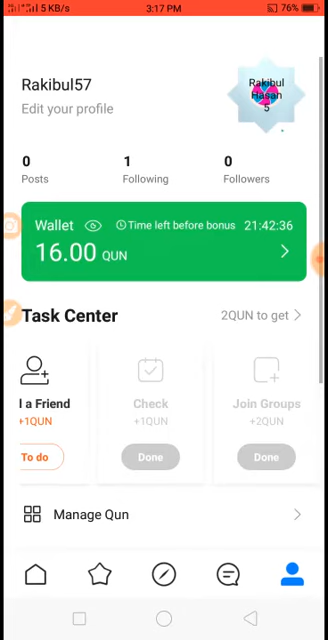 5 KB/s 3:17 PM 76%
Rakibul57
Edit your profile
Rakibul
Hasan
5
0 1 0
Posts Following Followers
Wallet Time left before bonus 21:42:36
16.00 QUN
Task Center 2QUN to get
l a Friend Check Join Groups
+1QUN +1QUN +2QUN
To do Done Done
Manage Qun